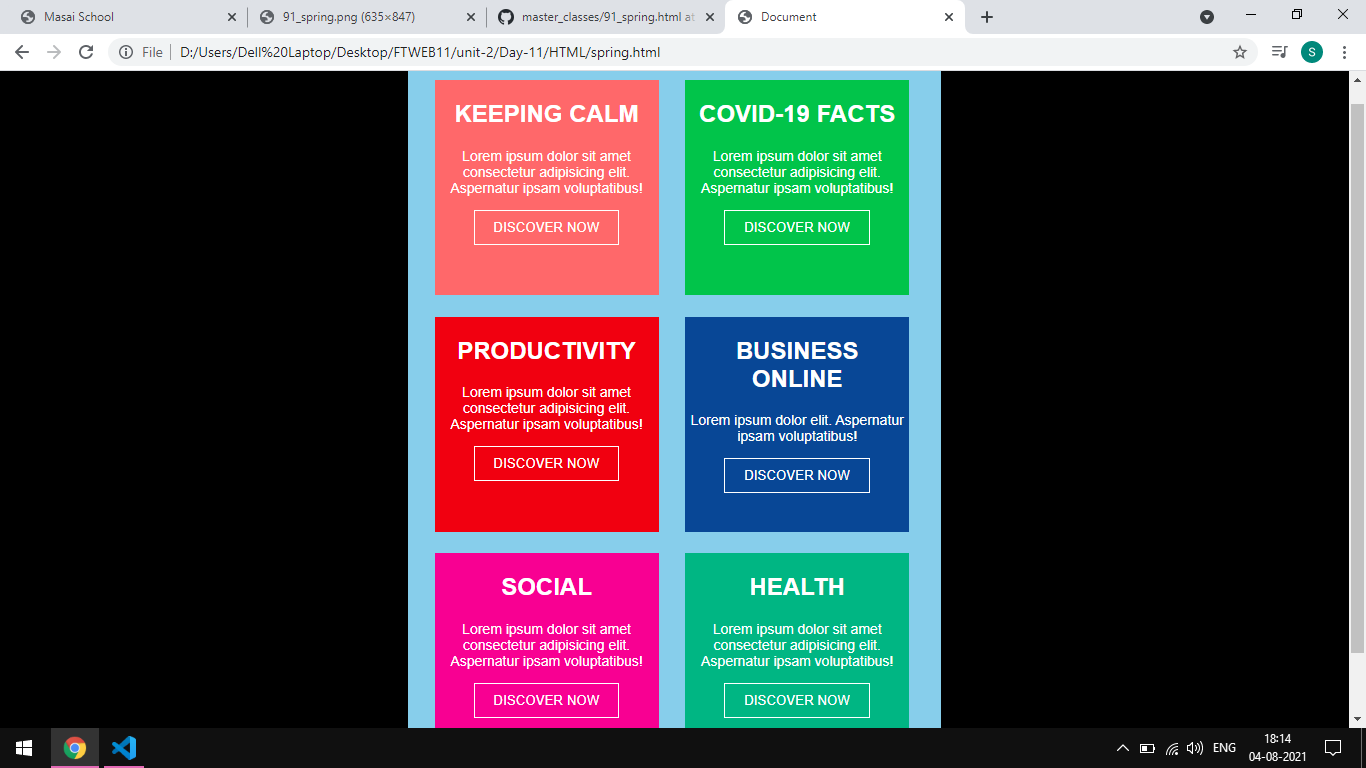 Masai School
91_spring.png (635×847)
master_classes/91_spring.html at
Document
File
D:/Users/Dell%20Laptop/Desktop/FTWEB11/unit-2/Day-11/HTML/spring.html
S
KEEPING CALM
Lorem ipsum dolor sit amet
consectetur adipisicing elit.
Aspernatur ipsam voluptatibus!
DISCOVER NOW
COVID-19 FACTS
Lorem ipsum dolor sit amet
consectetur adipisicing elit.
Aspernatur ipsam voluptatibus!
DISCOVER NOW
PRODUCTIVITY
Lorem ipsum dolor sit amet
consectetur adipisicing elit.
Aspernatur ipsam voluptatibus!
DISCOVER NOW
BUSINESS
ONLINE
Lorem ipsum dolor elit. Aspernatur
ipsam voluptatibus!
DISCOVER NOW
SOCIAL
Lorem ipsum dolor sit amet
consectetur adipisicing elit.
Aspernatur ipsam voluptatibus!
DISCOVER NOW
HEALTH
Lorem ipsum dolor sit amet
consectetur adipisicing elit.
Aspernatur ipsam voluptatibus!
DISCOVER NOW
ENG
18:14
04-08-2021